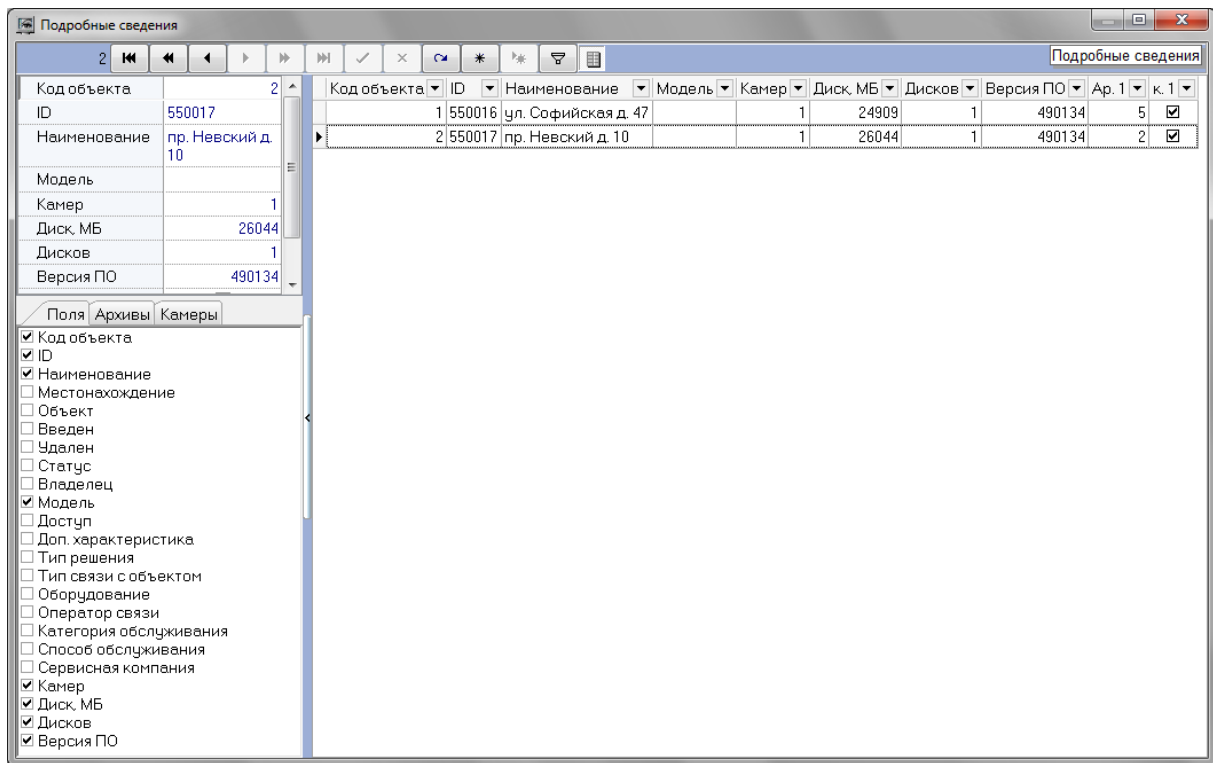 Подробные сведения
2
Подробные сведения
Код объекта 2
ID 550017
Наименование пр. Невский д.
10
Модель
Камер 1
Диск, МБ 26044
Дисков 1
Версия ПО 490134
Код объекта ID Наименование Модель Камер Диск, МБ Дисков Версия ПО Ар. 1 к. 1
1 550016 ул. Софийская д. 47 1 24909 1 490134 5
2 550017 пр. Невский д. 10 1 26044 1 490134 2
Поля Архивы Камеры
Код объекта
ID
Наименование
Местонахождение
Объект
Введен
Удален
Статус
Владелец
Модель
Доступ
Доп. характеристика
Тип решения
Тип связи с объектом
Оборудование
Оператор связи
Категория обслуживания
Способ обслуживания
Сервисная компания
Камер
Диск, МБ
Дисков
Версия ПО